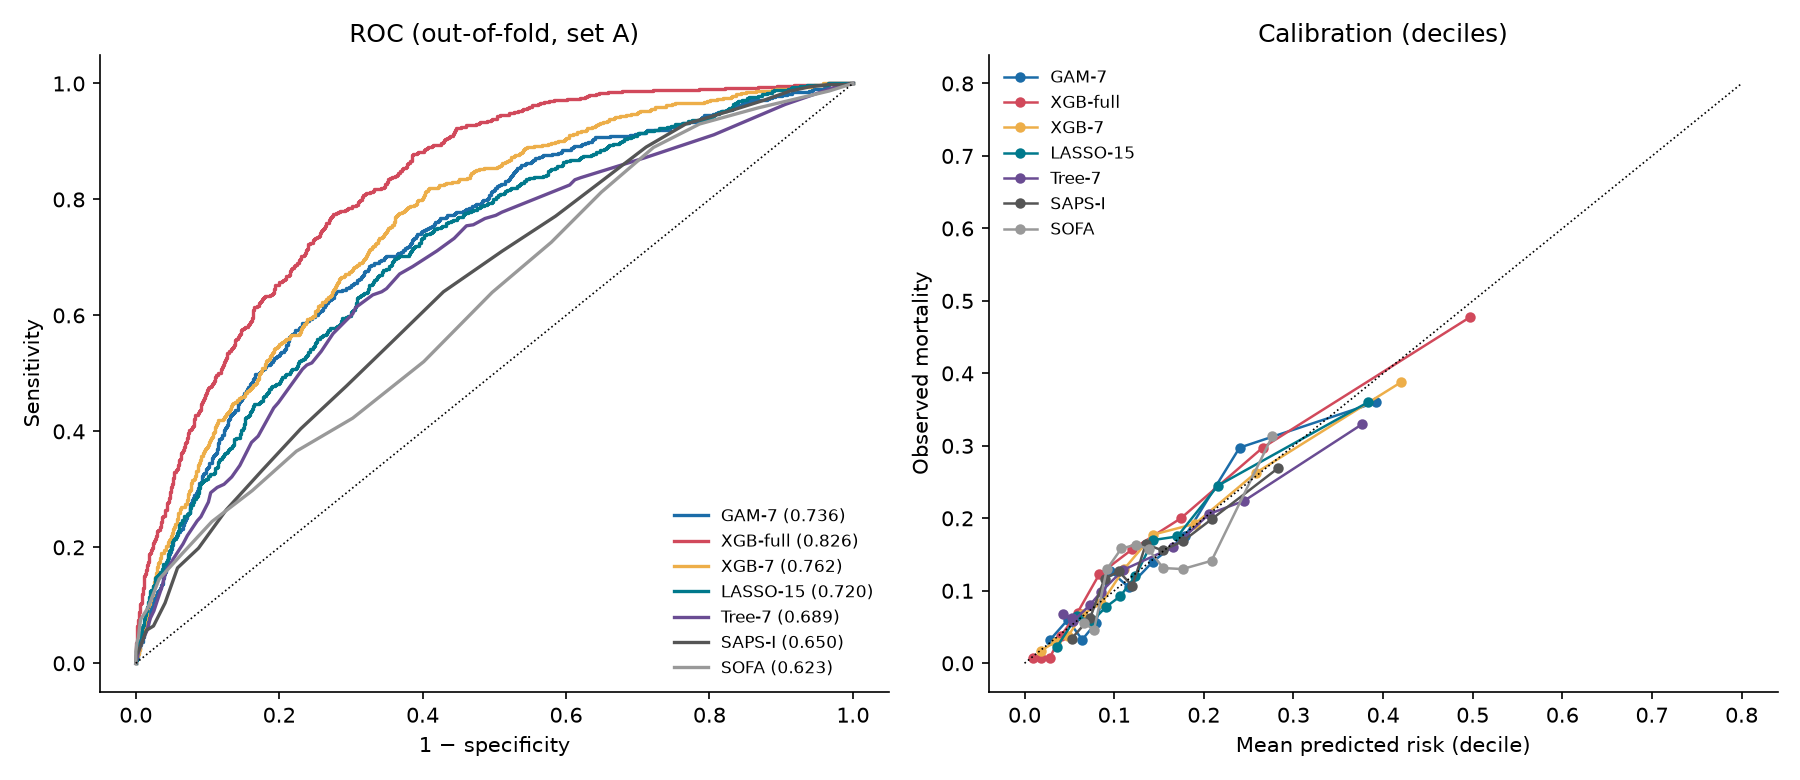 ROC (out-of-fold, set A)
1.0
0.8
0.6
0.4
0.2
0.0
Sensitivity
0.0 0.2 0.4 0.6 0.8 1.0
1 − specificity
GAM-7 (0.736)
XGB-full (0.826)
XGB-7 (0.762)
LASSO-15 (0.720)
Tree-7 (0.689)
SAPS-I (0.650)
SOFA (0.623)
Calibration (deciles)
GAM-7
XGB-full
XGB-7
LASSO-15
Tree-7
SAPS-I
SOFA
0.8
0.7
0.6
0.5
0.4
0.3
0.2
0.1
0.0
Observed mortality
0.0 0.1 0.2 0.3 0.4 0.5 0.6 0.7 0.8
Mean predicted risk (decile)